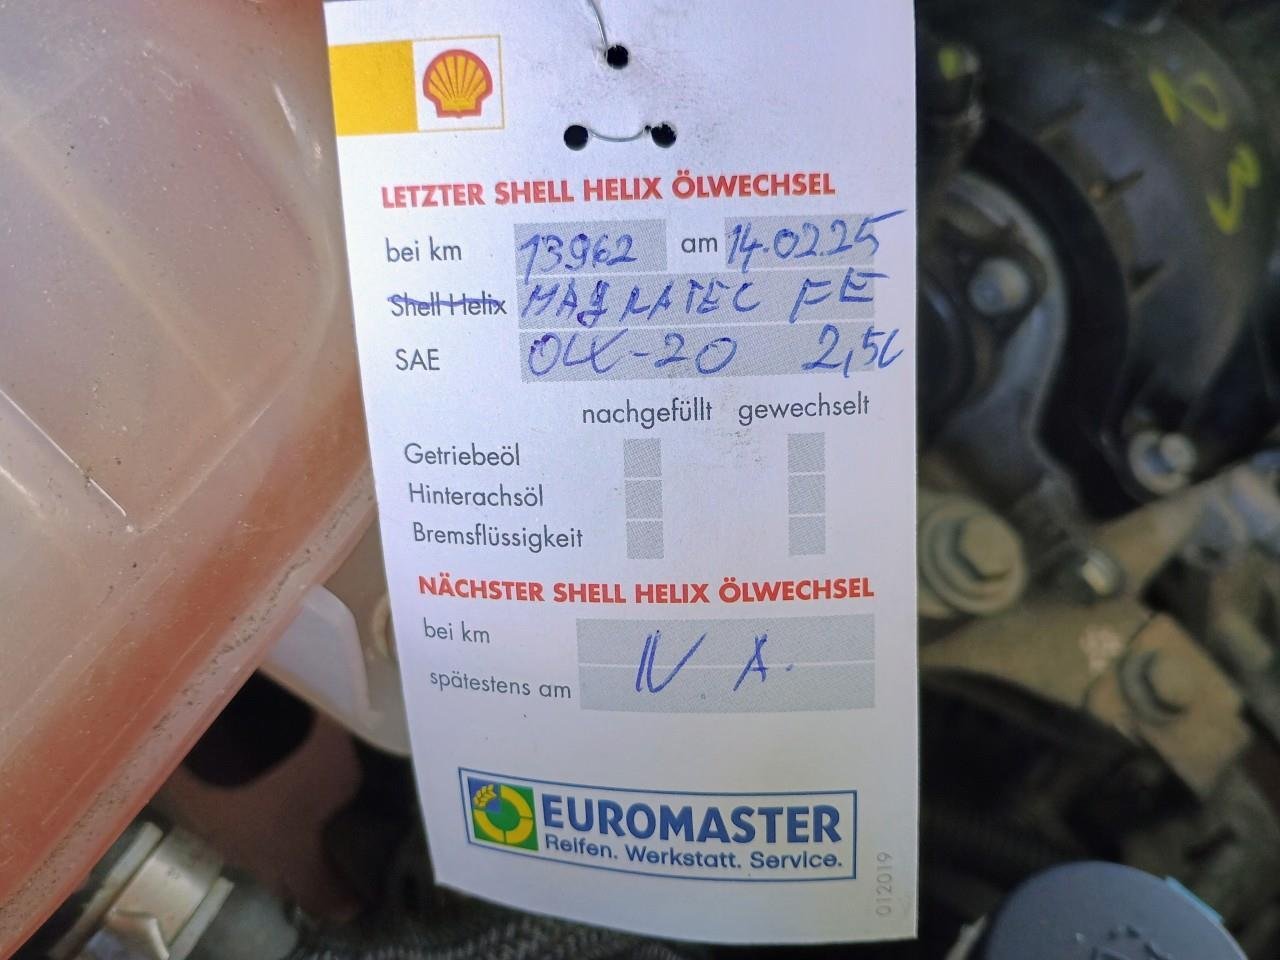 LETZTER SHELL HELIX ÖLWECHSEL
bei km 13962 am 14.02.25
Shell Helix MAGNATEC FE
SAE 0W-20 2,5L
nachgefüllt gewechselt
Getriebeöl
Hinterachsöl
Bremsflüssigkeit
NÄCHSTER SHELL HELIX ÖLWECHSEL
bei km
spätestens am
N.A.
EUROMASTER
Reifen. Werkstatt. Service.
012019